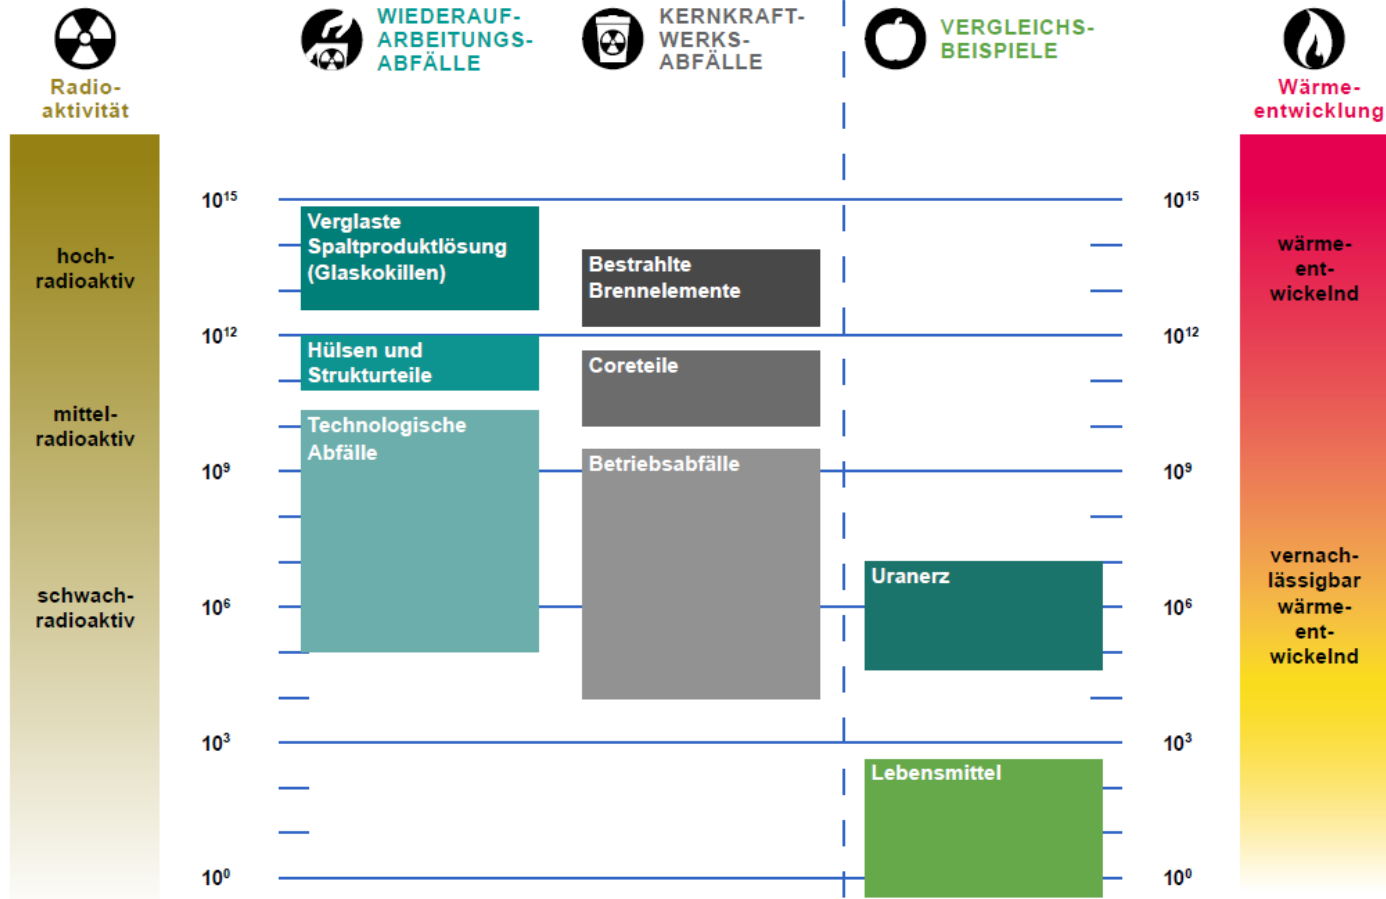 Radio-
aktivität
WIEDERAUF-
ARBEITUNGS-
ABFÄLLE
KERNKRAFT-
WERKS-
ABFÄLLE
VERGLEICHS-
BEISPIELE
Wärme-
entwicklung
hoch-
radioaktiv
mittel-
radioaktiv
schwach-
radioaktiv
10¹⁵
10¹²
10⁹
10⁶
10³
10⁰
Verglaste
Spaltproduktlösung
(Glaskokillen)
Hülsen und
Strukturteile
Technologische
Abfälle
Bestrahlte
Brennelemente
Coreteile
Betriebsabfälle
Uranerz
Lebensmittel
10¹⁵
10¹²
10⁹
10⁶
10³
10⁰
wärme-
ent-
wickelnd
vernach-
lässigbar
wärme-
ent-
wickelnd